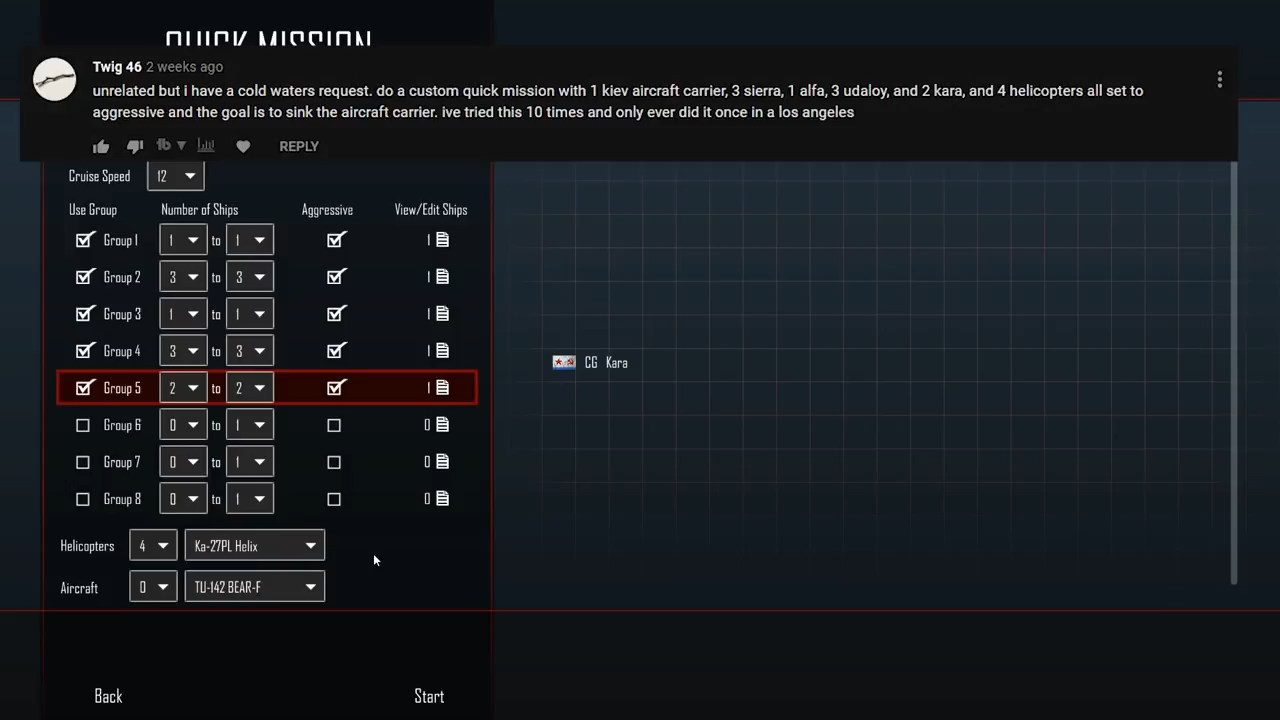 QUICK MISSION
Twig 46 2 weeks ago
unrelated but i have a cold waters request. do a custom quick mission with 1 kiev aircraft carrier, 3 sierra, 1 alfa, 3 udaloy, and 2 kara, and 4 helicopters all set to
aggressive and the goal is to sink the aircraft carrier. ive tried this 10 times and only ever did it once in a los angeles
tb
REPLY
Cruise Speed 12
Use Group Number of Ships Aggressive View/Edit Ships
Group 1 1 to 1 1
Group 2 3 to 3 1
Group 3 1 to 1 1
Group 4 3 to 3 1
CG Kara
Group 5 2 to 2 1
Group 6 0 to 1 0
Group 7 0 to 1 0
Group 8 0 to 1 0
Helicopters 4 Ka-27PL Helix
Aircraft 0 TU-142 BEAR-F
Back Start